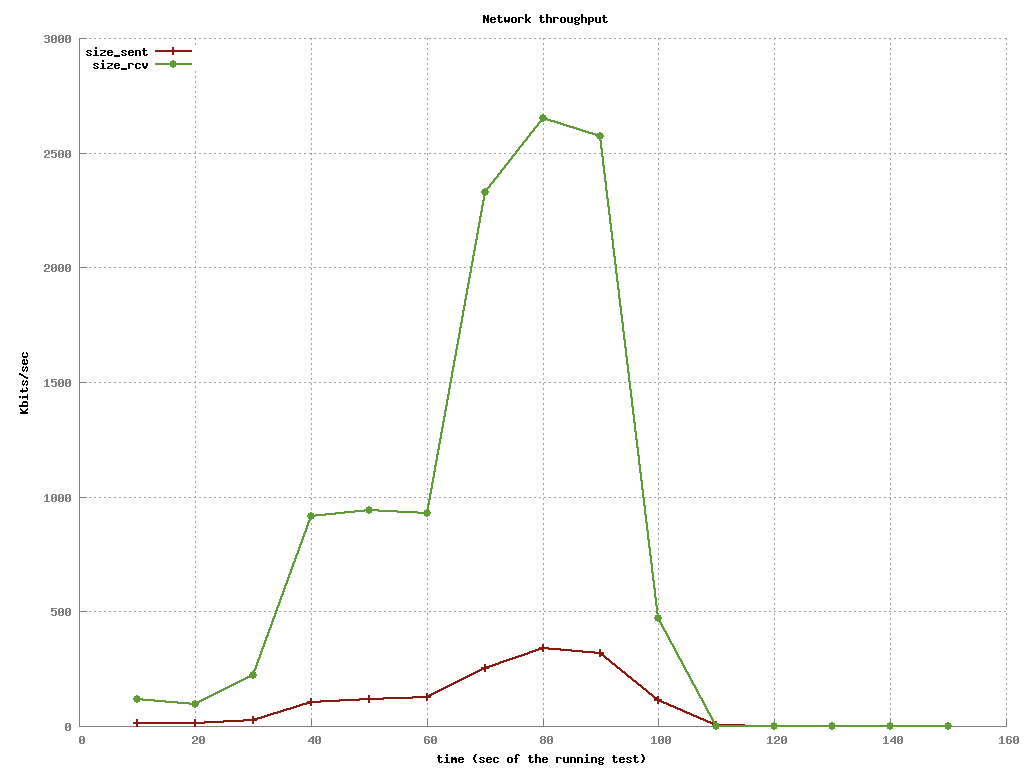 Network throughput
3000
size_sent
size_rcv
2500
2000
1500
Kbits/sec
1000
500
0
0 20 40 60 80 100 120 140 160
time (sec of the running test)